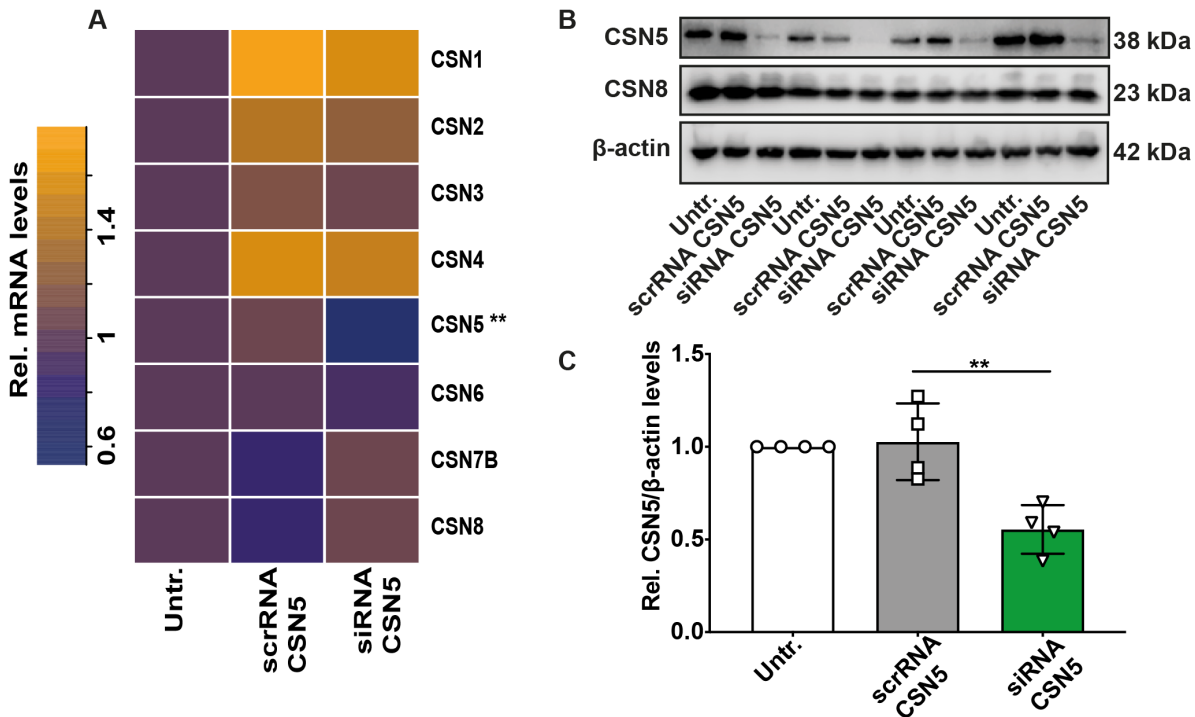 A
Rel. mRNA levels
0.6
1
1.4
CSN1
CSN2
CSN3
CSN4
CSN5 **
CSN6
CSN7B
CSN8
Untr.
scrRNA
CSN5
siRNA
CSN5
B
CSN5
38 kDa
CSN8
23 kDa
β-actin
42 kDa
Untr.
scrRNA CSN5
siRNA CSN5
Untr.
scrRNA CSN5
siRNA CSN5
Untr.
scrRNA CSN5
siRNA CSN5
Untr.
scrRNA CSN5
siRNA CSN5
C
Rel. CSN5/β-actin levels
1.5
1.0
0.5
0.0
**
Untr.
scrRNA
CSN5
siRNA
CSN5